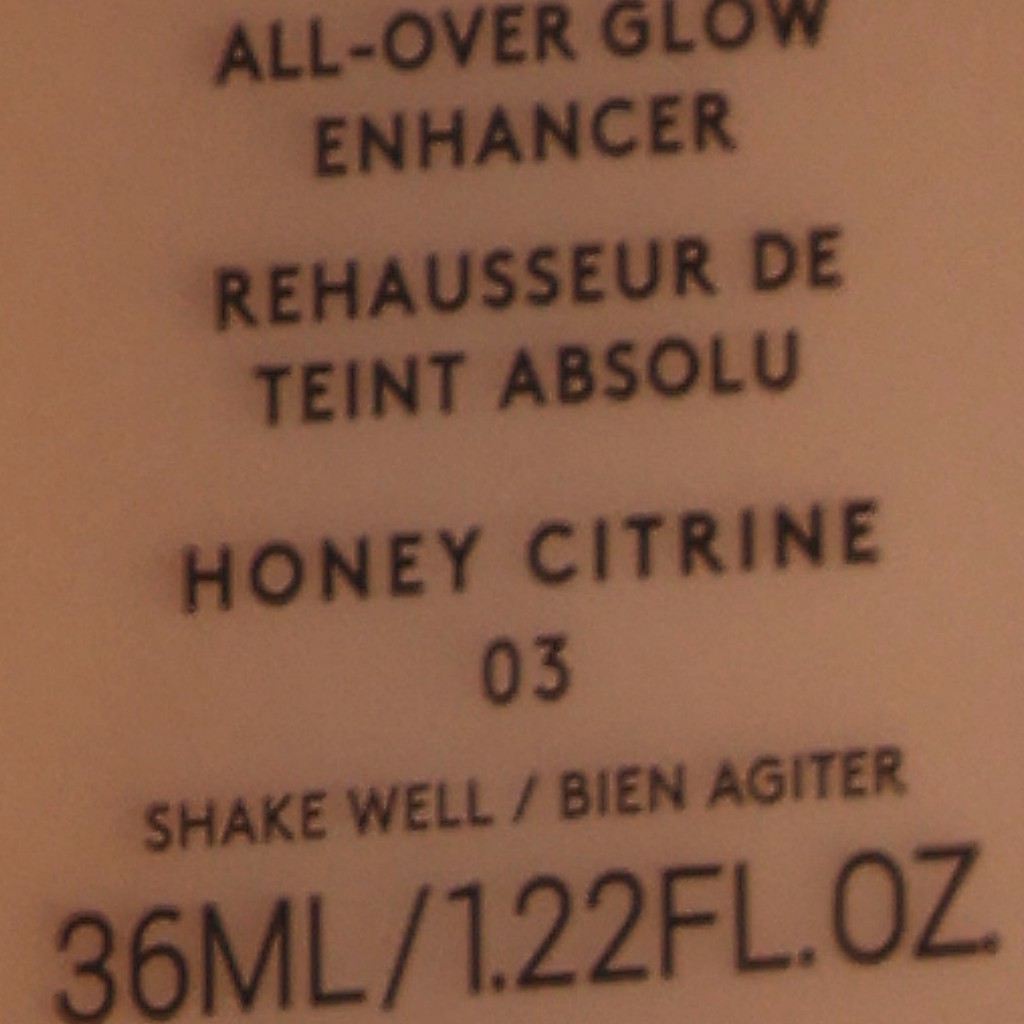 ALL-OVER GLOW
ENHANCER
REHAUSSEUR DE
TEINT ABSOLU
HONEY CITRINE
03
SHAKE WELL / BIEN AGITER
36ML/1.22FL.OZ.